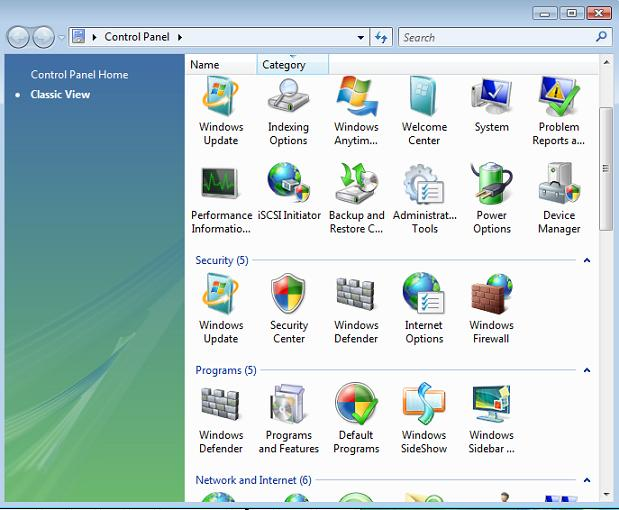 Control Panel
Search
Control Panel Home
Classic View
Name
Category
Windows
Update
Indexing
Options
Windows
Anytim...
Welcome
Center
System
Problem
Reports a...
Performance
Informatio...
iSCSI Initiator
Backup and
Restore C...
Administrat...
Tools
Power
Options
Device
Manager
Security (5)
Windows
Update
Security
Center
Windows
Defender
Internet
Options
Windows
Firewall
Programs (5)
Windows
Defender
Programs
and Features
Default
Programs
Windows
SideShow
Windows
Sidebar ...
Network and Internet (6)